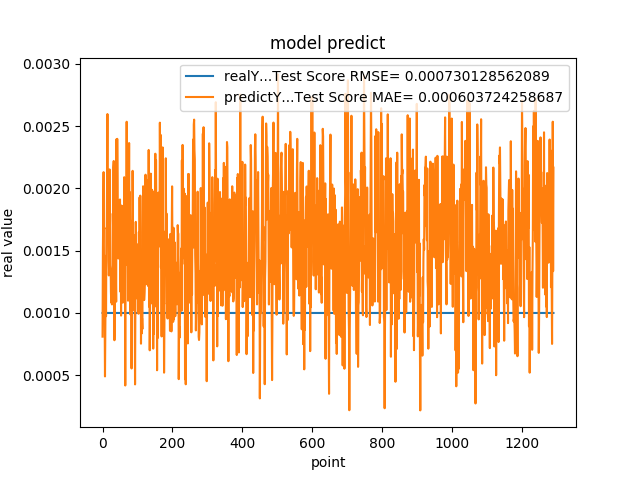 model predict
realY...Test Score RMSE= 0.000730128562089
predictY...Test Score MAE= 0.000603724258687
0.0030
0.0025
0.0020
0.0015
0.0010
0.0005
real value
0 200 400 600 800 1000 1200
point